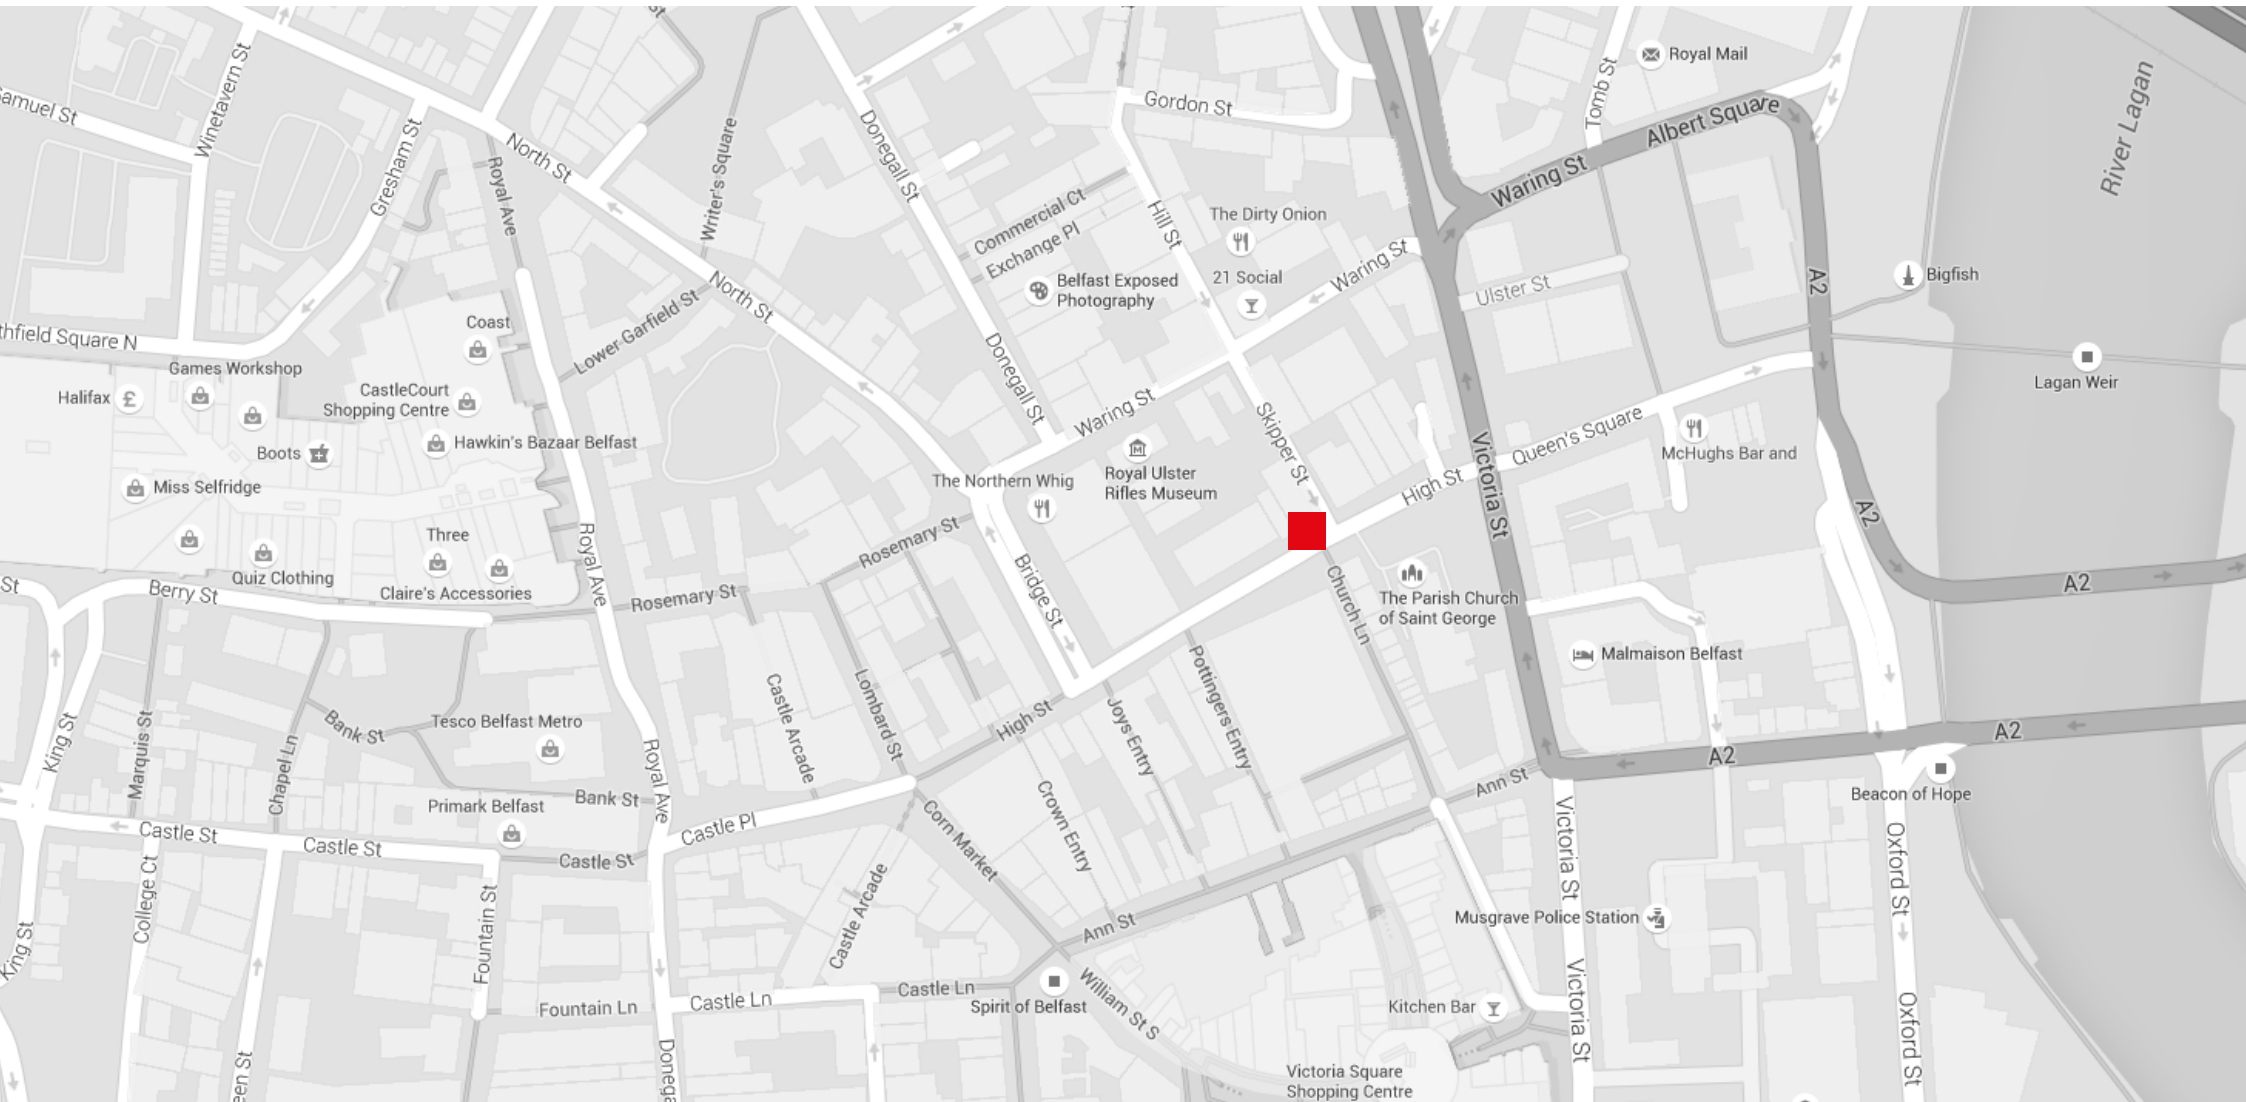 Royal Mail
Winetavern St
Samuel St
Gresham St
Royal Ave
North St
Writer's Square
Donegall St
Gordon St
Tomb St
Albert Square
Waring St
River Lagan
Commercial Ct
Exchange Pl
Hill St
The Dirty Onion
21 Social
Waring St
Belfast Exposed
Photography
Ulster St
A2
Bigfish
Lagan Weir
North St
Lower Garfield St
thfield Square N
Coast
Games Workshop
Halifax
CastleCourt
Shopping Centre
Hawkin's Bazaar Belfast
Boots
Miss Selfridge
Three
Quiz Clothing
Claire's Accessories
Donegall St
Waring St
The Northern Whig
Royal Ulster
Rifles Museum
Skipper St
High St
Queen's Square
McHughs Bar and
Victoria St
A2
A2
St
Berry St
Royal Ave
Rosemary St
Rosemary St
Bridge St
Church Ln
The Parish Church
of Saint George
Malmaison Belfast
King St
Marquis St
Chapel Ln
Bank St
Tesco Belfast Metro
Castle Arcade
Lombard St
High St
Joys Entry
Pottingers Entry
A2
A2
Beacon of Hope
Royal Ave
Bank St
Primark Belfast
Castle St
Castle St
Castle St
Castle Pl
Corn Market
Crown Entry
Ann St
Victoria St
Oxford St
College Ct
King St
Fountain St
Castle Arcade
Ann St
Musgrave Police Station
Fountain Ln
Castle Ln
Castle Ln
Spirit of Belfast
William St S
Kitchen Bar
Victoria St
Oxford St
een St
Donega
Victoria Square
Shopping Centre